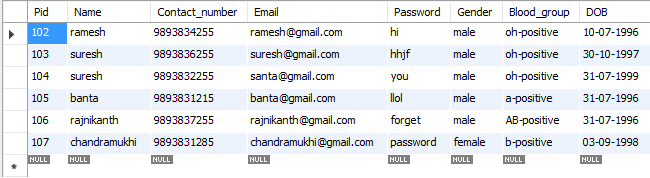 Pid Name Contact_number Email Password Gender Blood_group DOB
102 ramesh 9893834255 ramesh@gmail.com hi male oh-positive 10-07-1996
103 suresh 9893836255 suresh@gmail.com hhjf male oh-positive 30-10-1997
104 suresh 9893832255 santa@gmail.com you male oh-positive 31-07-1999
105 banta 9893831215 banta@gmail.com llol male a-positive 31-07-1996
106 rajnikanth 9893837255 rajnikanth@gmail.com forget male AB-positive 31-07-1996
107 chandramukhi 9893831285 chandramukhi@gmail.com password female b-positive 03-09-1998
NULL NULL NULL NULL NULL NULL NULL NULL